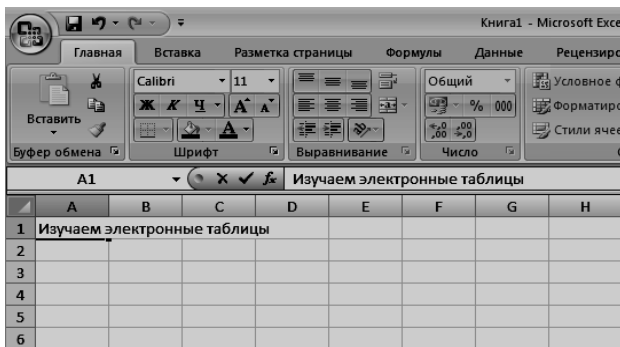 Книга1 - Microsoft Exce
Главная Вставка Разметка страницы Формулы Данные Рецензиро
Вставить
Calibri 11
Ж К Ч А А
А
Общий
% 000
,00 ,0
Условное ф
Форматиро
Стили ячее
Буфер обмена Шрифт Выравнивание Число
A1 fx Изучаем электронные таблицы
A B C D E F G H
1 Изучаем электронные таблицы
2
3
4
5
6